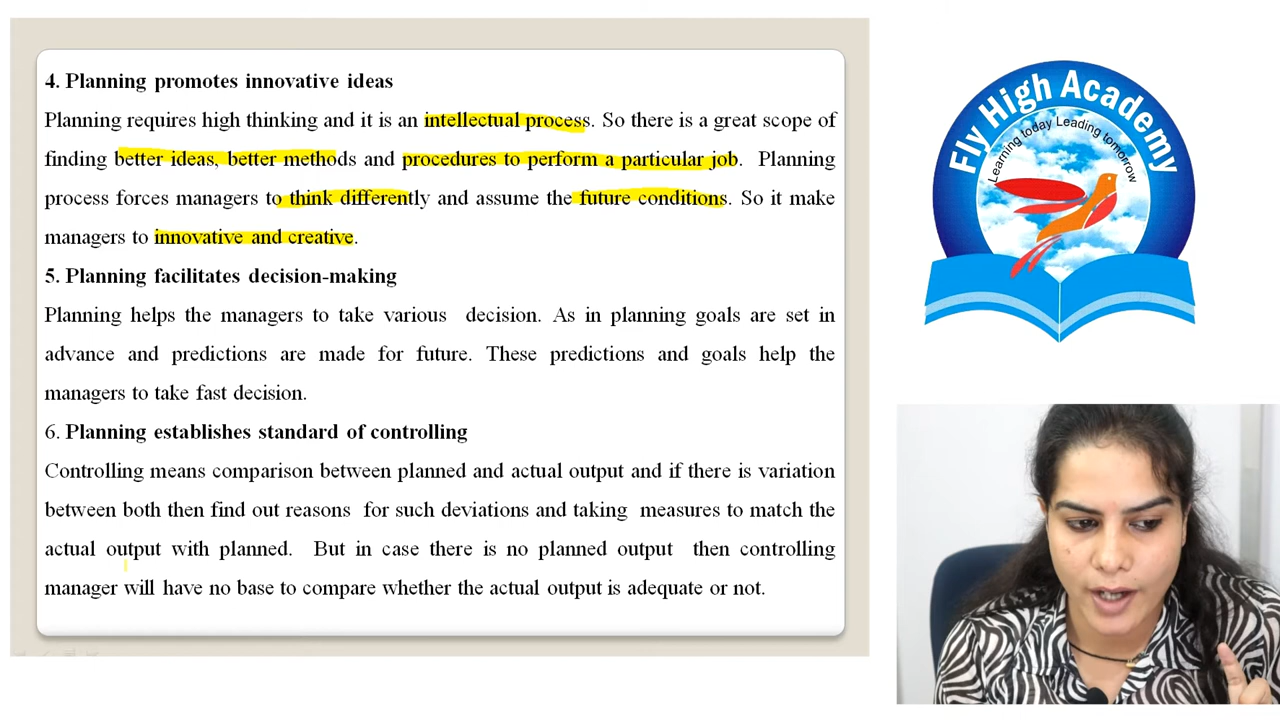 4. Planning promotes innovative ideas
Planning requires high thinking and it is an intellectual process. So there is a great scope of
finding better ideas, better methods and procedures to perform a particular job. Planning
process forces managers to think differently and assume the future conditions. So it make
managers to innovative and creative.
5. Planning facilitates decision-making
Planning helps the managers to take various decision. As in planning goals are set in
advance and predictions are made for future. These predictions and goals help the
managers to take fast decision.
6. Planning establishes standard of controlling
Controlling means comparison between planned and actual output and if there is variation
between both then find out reasons for such deviations and taking measures to match the
actual output with planned. But in case there is no planned output then controlling
manager will have no base to compare whether the actual output is adequate or not.
Fly High Academy
Learning today Leading tomorrow